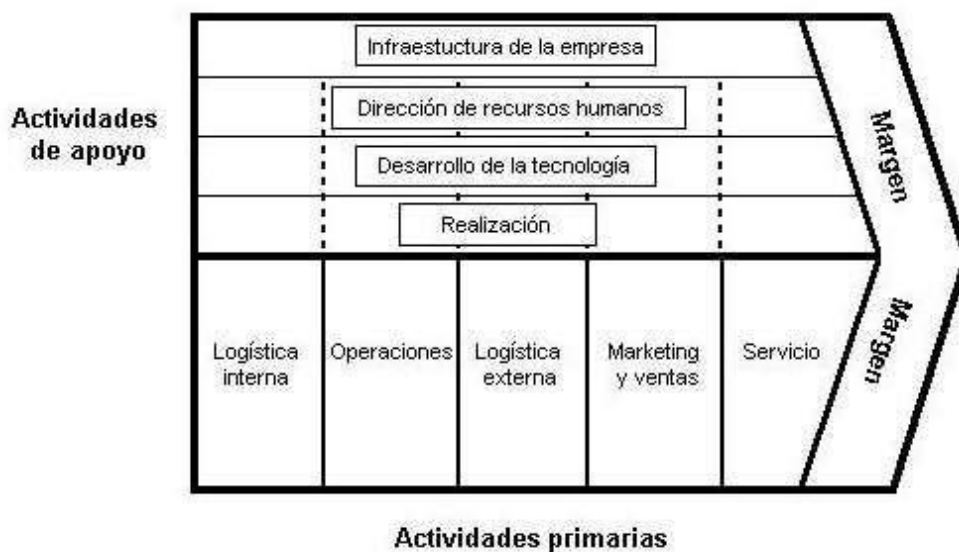 Infraestuctura de la empresa
Dirección de recursos humanos
Actividades
de apoyo
Desarrollo de la tecnología
Realización
Margen
Margen
Logística
interna
Operaciones
Logística
externa
Marketing
y ventas
Servicio
Actividades primarias